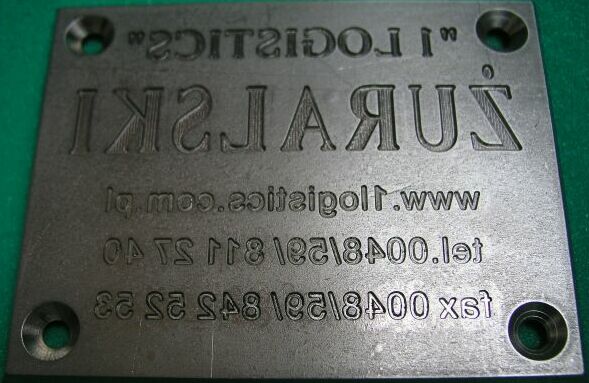 "1 LOGISTICS"
ŻURALSKI
www.1logistics.com.pl
tel.0048/59/ 811 27 40
fax 0048/59/ 842 52 53